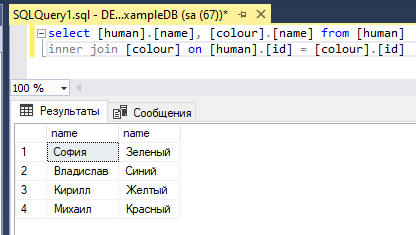 SQLQuery1.sql - DE...xampleDB (sa (67))*
select [human].[name], [colour].[name] from [human]
inner join [colour] on [human].[id] = [colour].[id]
100 %
Результаты Сообщения
name name
1 София Зеленый
2 Владислав Синий
3 Кирилл Желтый
4 Михаил Красный